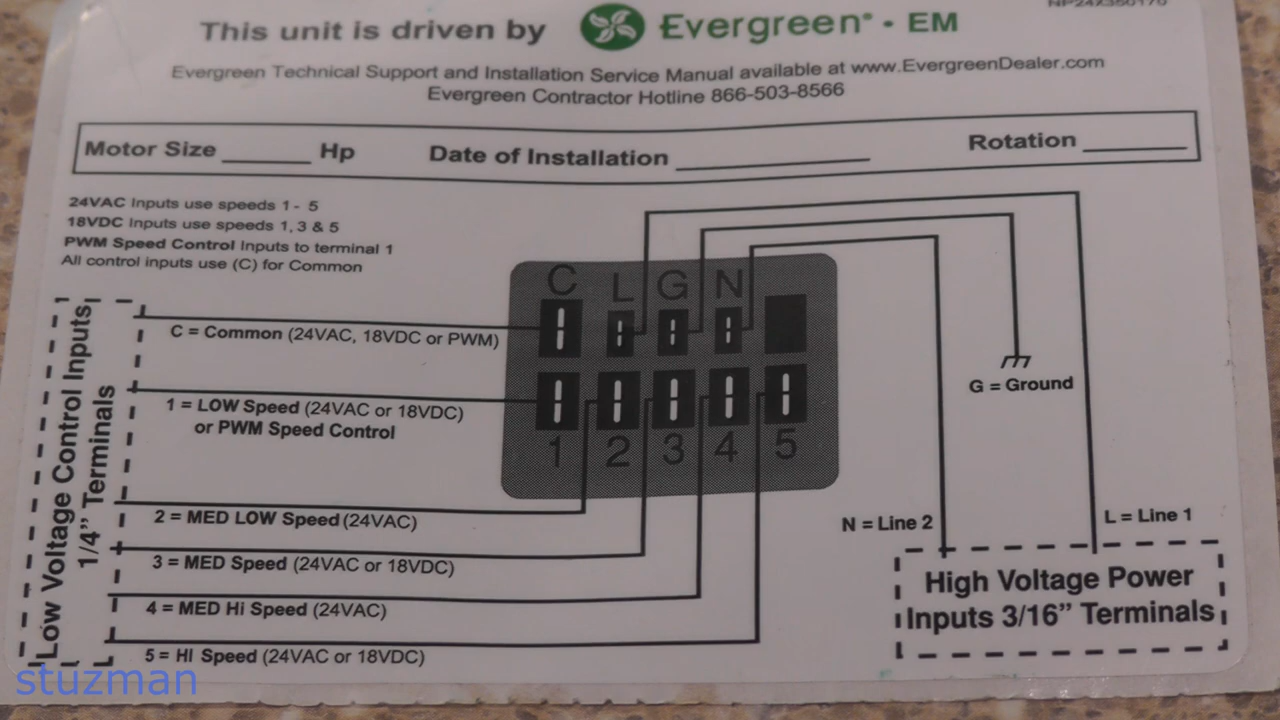 This unit is driven by Evergreen® - EM
Evergreen Technical Support and Installation Service Manual available at www.EvergreenDealer.com
Evergreen Contractor Hotline 866-503-8566
Motor Size ______ Hp Date of Installation ______________ Rotation ________
24VAC Inputs use speeds 1 - 5
18VDC Inputs use speeds 1, 3 & 5
PWM Speed Control Inputs to terminal 1
All control inputs use (C) for Common
C L G N
C = Common (24VAC, 18VDC or PWM)
G = Ground
1 = LOW Speed (24VAC or 18VDC)
or PWM Speed Control
1 2 3 4 5
2 = MED LOW Speed (24VAC)
N = Line 2
L = Line 1
3 = MED Speed (24VAC or 18VDC)
4 = MED Hi Speed (24VAC)
5 = HI Speed (24VAC or 18VDC)
High Voltage Power
Inputs 3/16” Terminals
Low Voltage Control Inputs
1/4” Terminals
stuzman